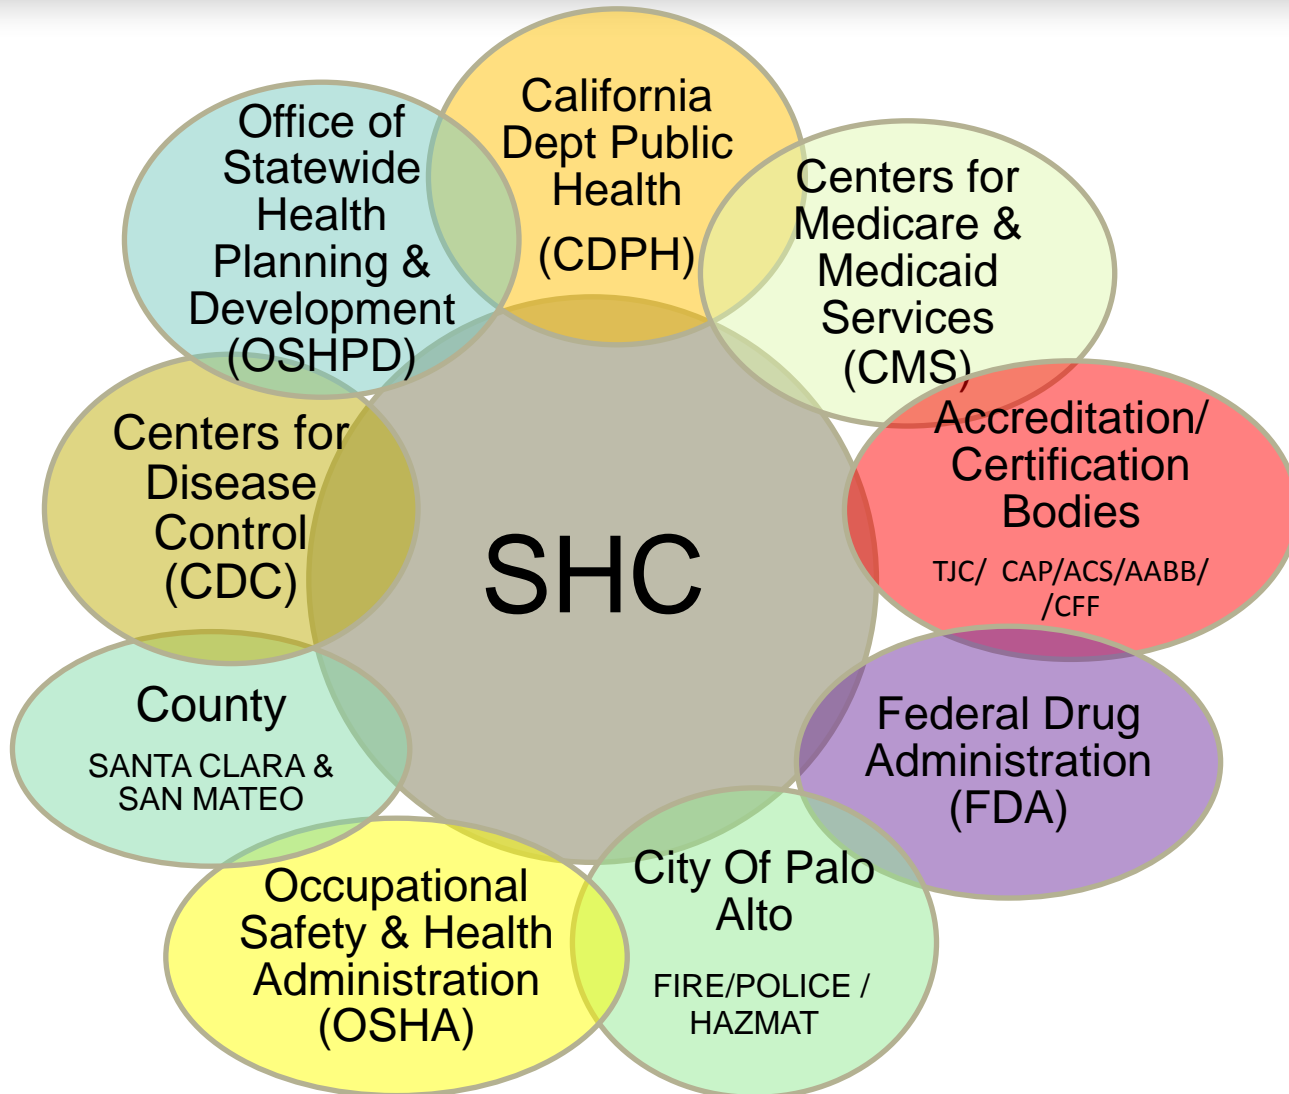 California
Dept Public
Health
(CDPH)
Centers for
Medicare &
Medicaid
Services
(CMS)
Accreditation/
Certification
Bodies
TJC/ CAP/ACS/AABB/
/CFF
Federal Drug
Administration
(FDA)
City Of Palo
Alto
FIRE/POLICE /
HAZMAT
Occupational
Safety & Health
Administration
(OSHA)
County
SANTA CLARA &
SAN MATEO
Centers for
Disease
Control
(CDC)
Office of
Statewide
Health
Planning &
Development
(OSHPD)
SHC